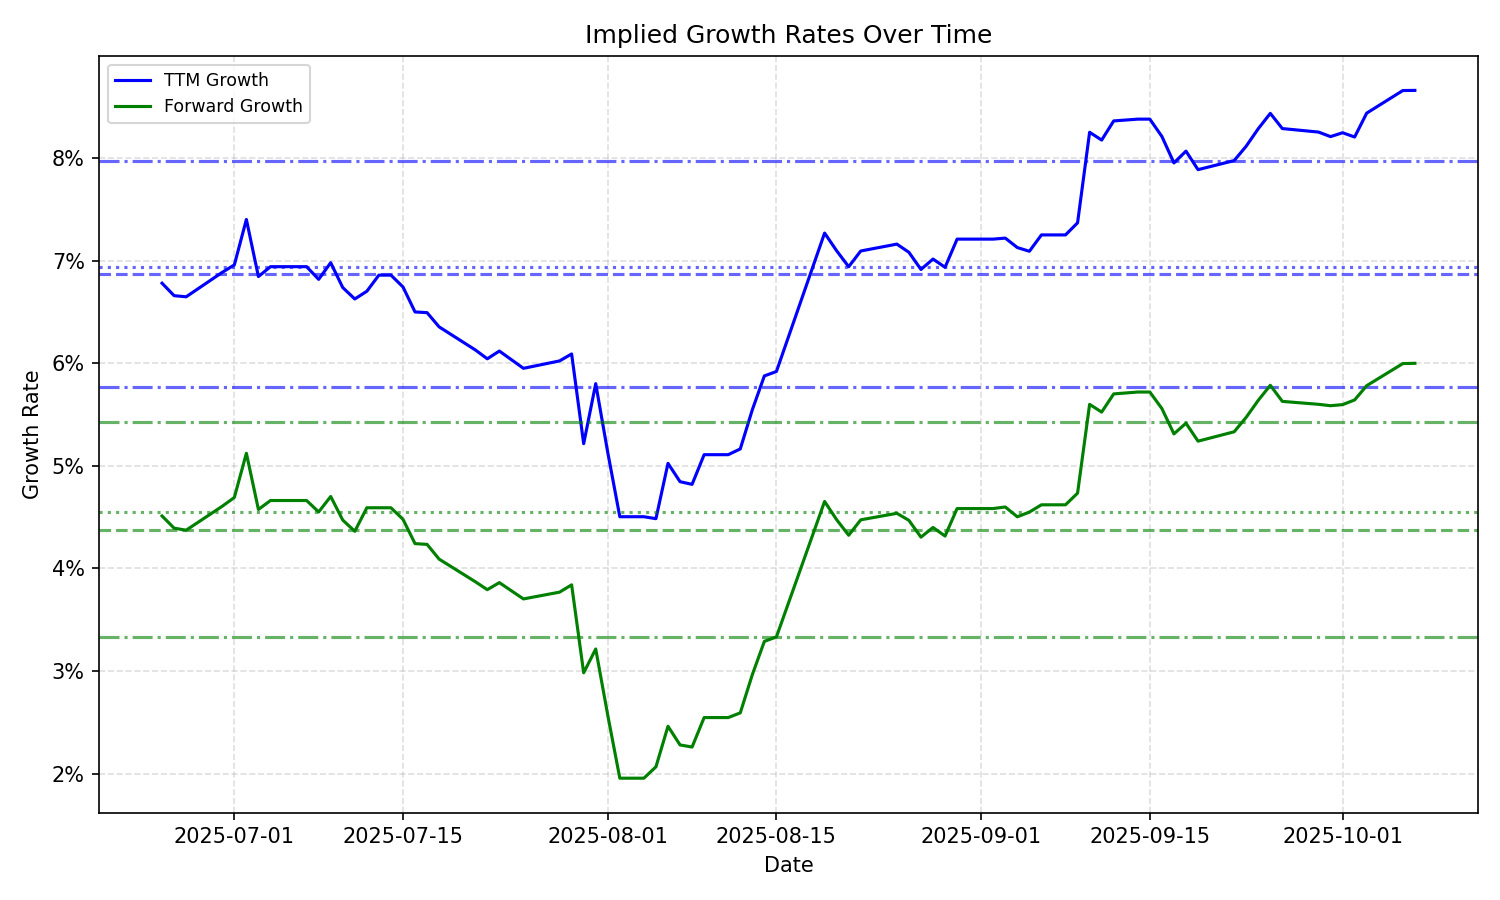 Implied Growth Rates Over Time
TTM Growth
Forward Growth
Growth Rate
8%
7%
6%
5%
4%
3%
2%
2025-07-01
2025-07-15
2025-08-01
2025-08-15
2025-09-01
2025-09-15
2025-10-01
Date